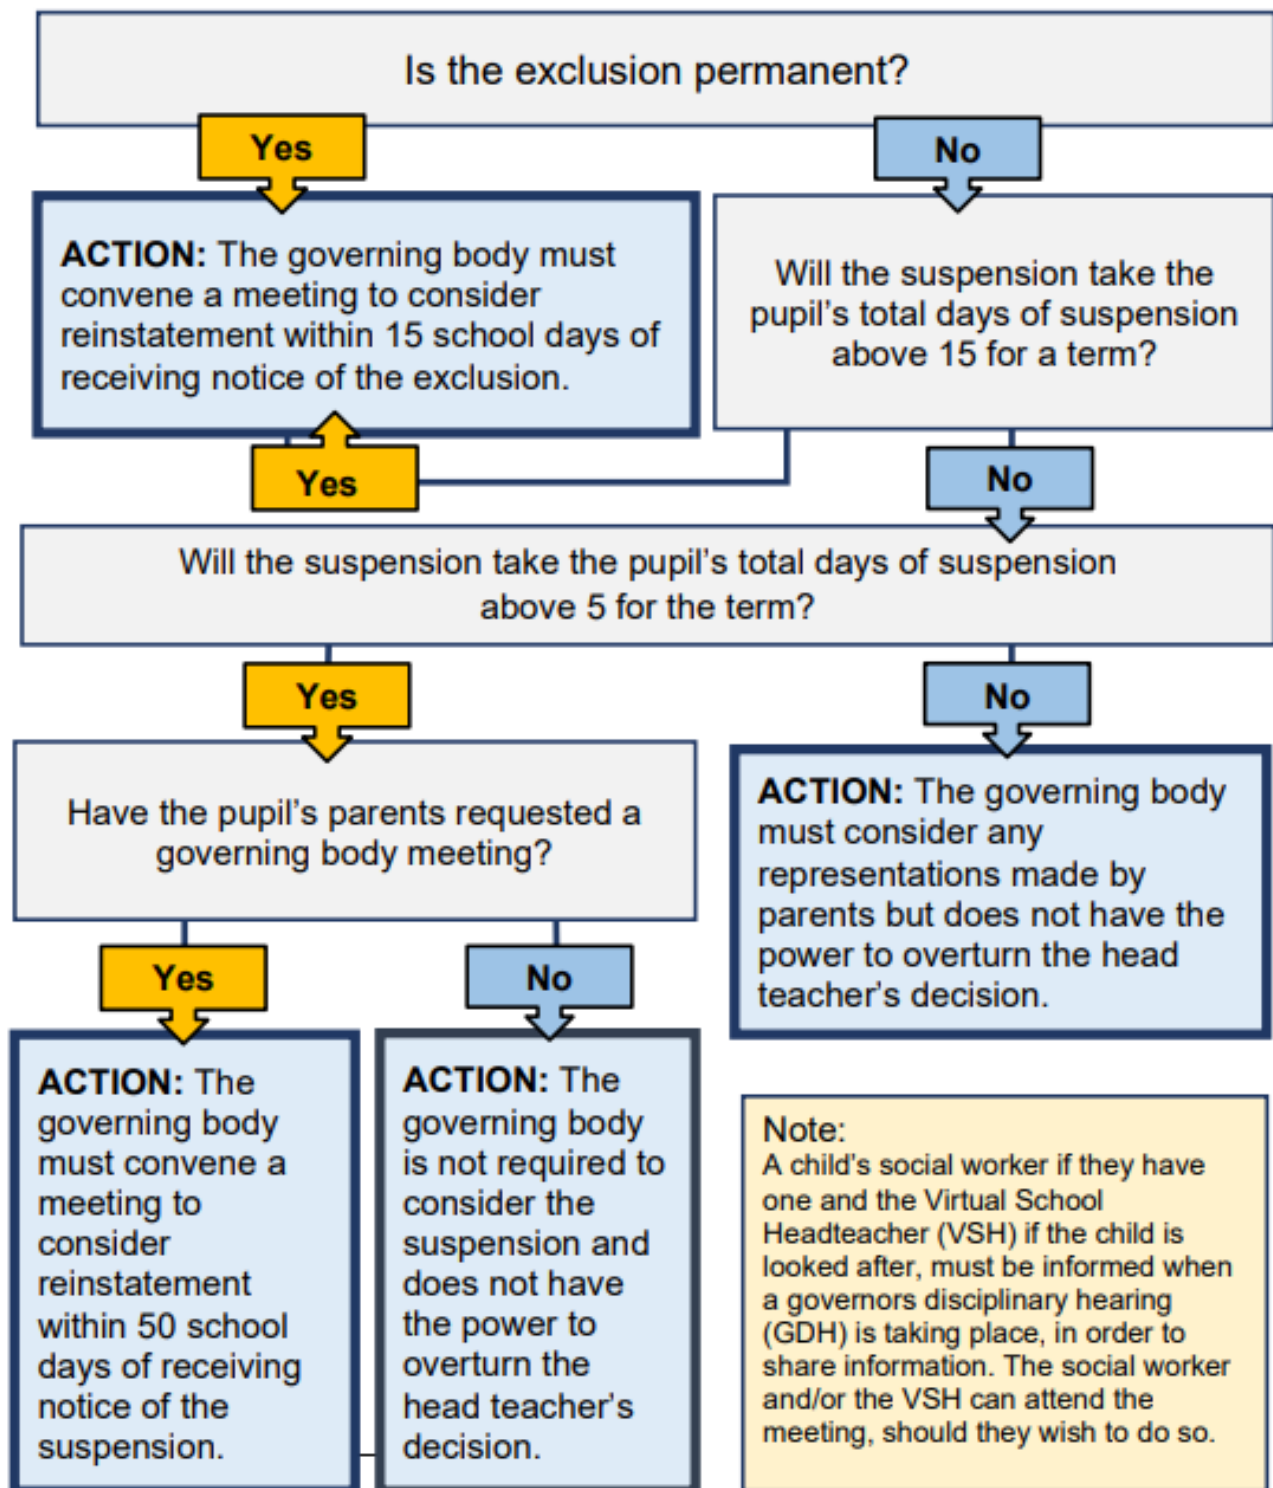 Is the exclusion permanent?
Yes
No
ACTION: The governing body must
convene a meeting to consider
reinstatement within 15 school days of
receiving notice of the exclusion.
Will the suspension take the
pupil’s total days of suspension
above 15 for a term?
Yes
No
Will the suspension take the pupil’s total days of suspension
above 5 for the term?
Yes
No
Have the pupil’s parents requested a
governing body meeting?
ACTION: The governing body
must consider any
representations made by
parents but does not have the
power to overturn the head
teacher’s decision.
Yes
No
ACTION: The
governing body
must convene a
meeting to
consider
reinstatement
within 50 school
days of receiving
notice of the
suspension.
ACTION: The
governing body
is not required to
consider the
suspension and
does not have
the power to
overturn the
head teacher’s
decision.
Note:
A child’s social worker if they have
one and the Virtual School
Headteacher (VSH) if the child is
looked after, must be informed when
a governors disciplinary hearing
(GDH) is taking place, in order to
share information. The social worker
and/or the VSH can attend the
meeting, should they wish to do so.